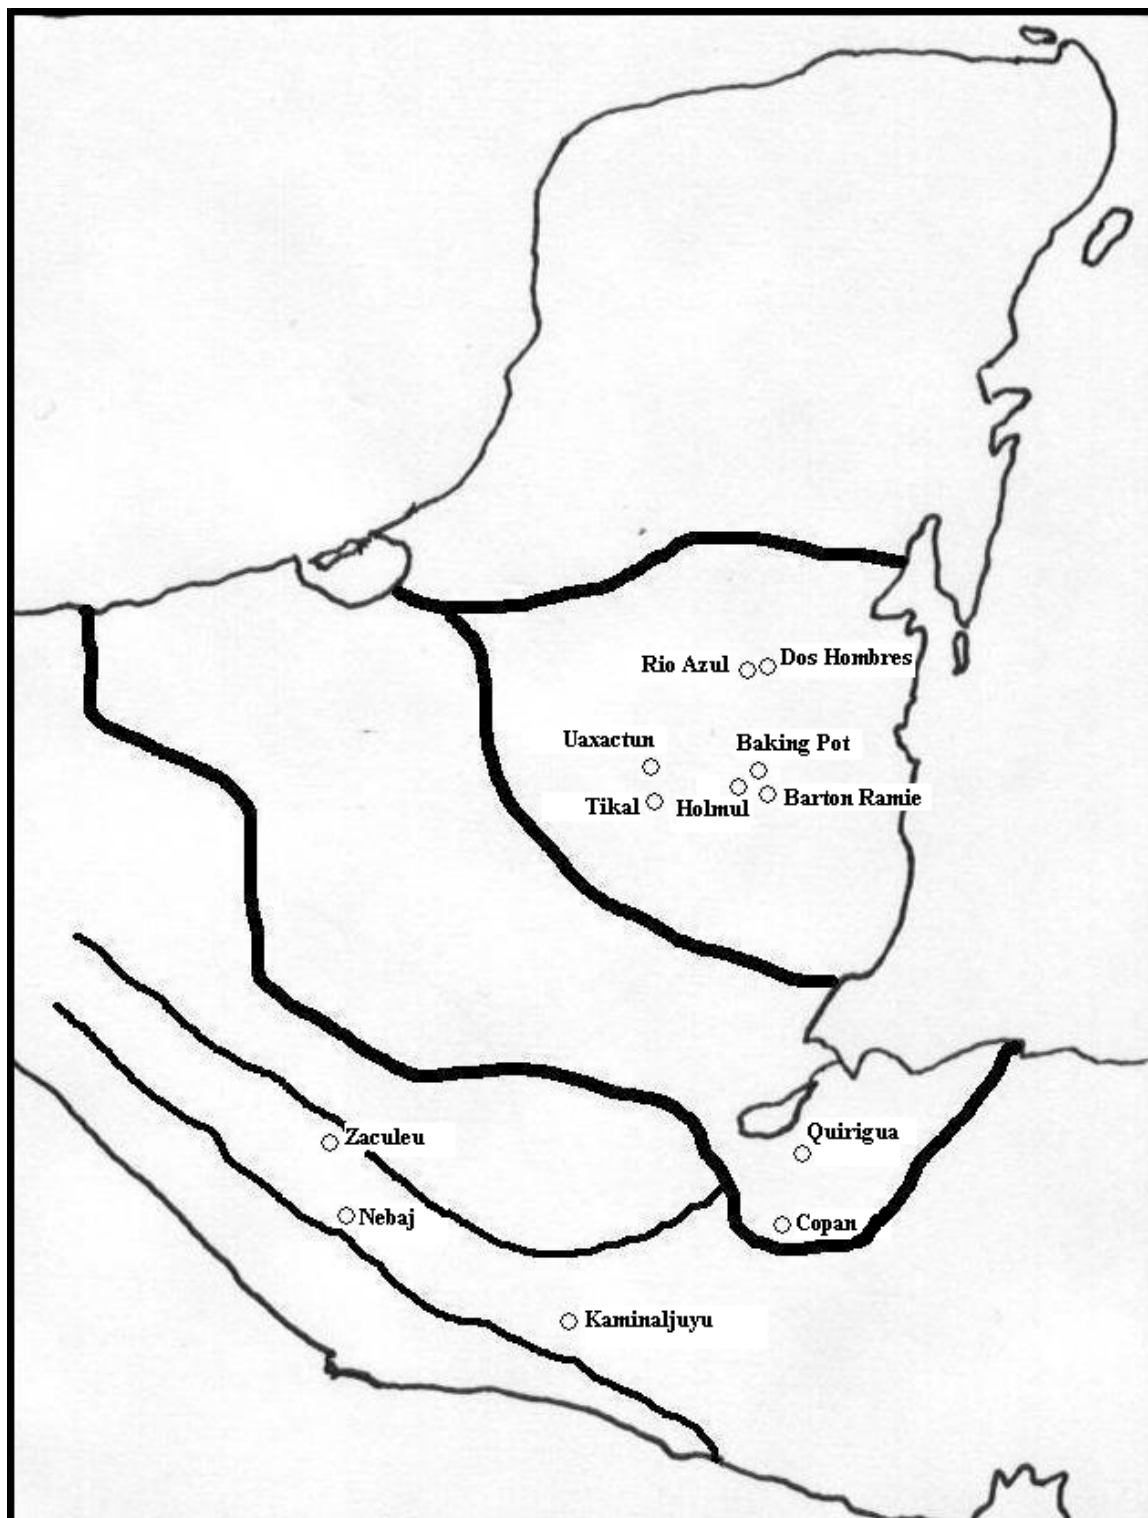 Rio Azul
Dos Hombres
Uaxactun
Baking Pot
Tikal
Holmul
Barton Ramie
Zaculeu
Quirigua
Nebaj
Copan
Kaminaljuyu